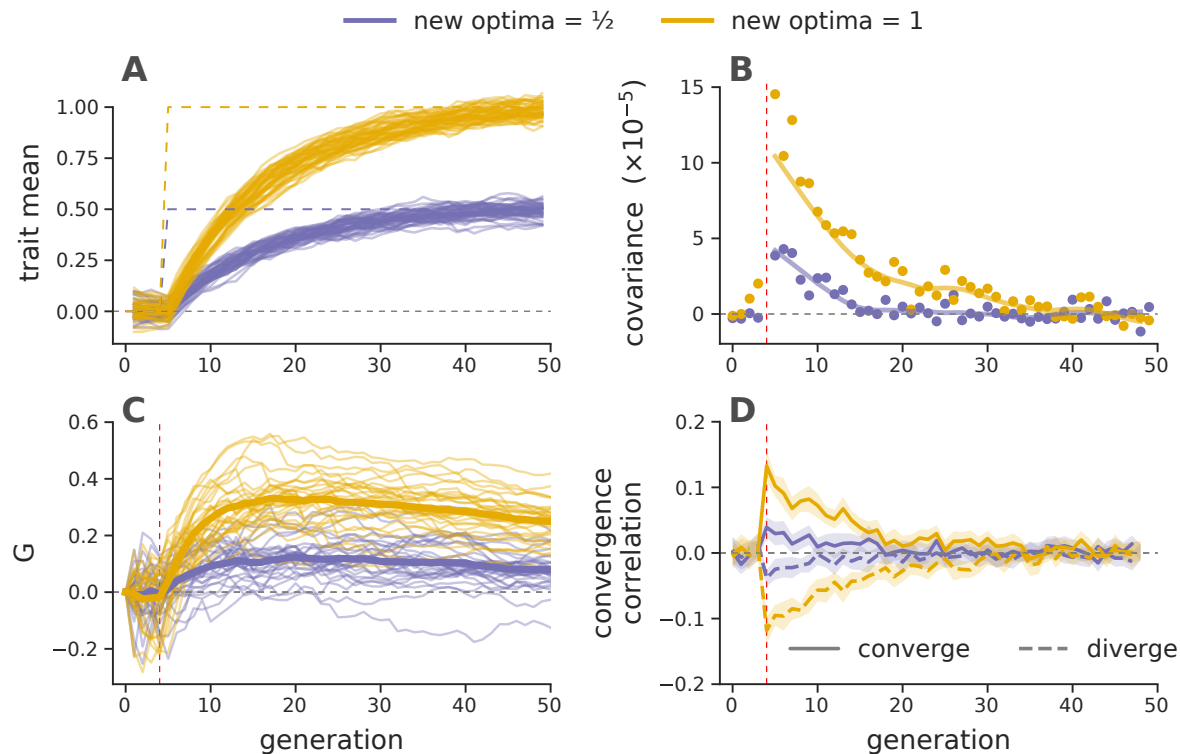 new optima = ½ new optima = 1
A
1.00
0.75
0.50
0.25
0.00
trait mean
0 10 20 30 40 50
B
15
10
5
0
covariance (×10⁻⁵)
0 10 20 30 40 50
C
0.6
0.4
0.2
0.0
−0.2
G
0 10 20 30 40 50
generation
D
0.2
0.1
0.0
−0.1
−0.2
convergence
correlation
converge diverge
0 10 20 30 40 50
generation